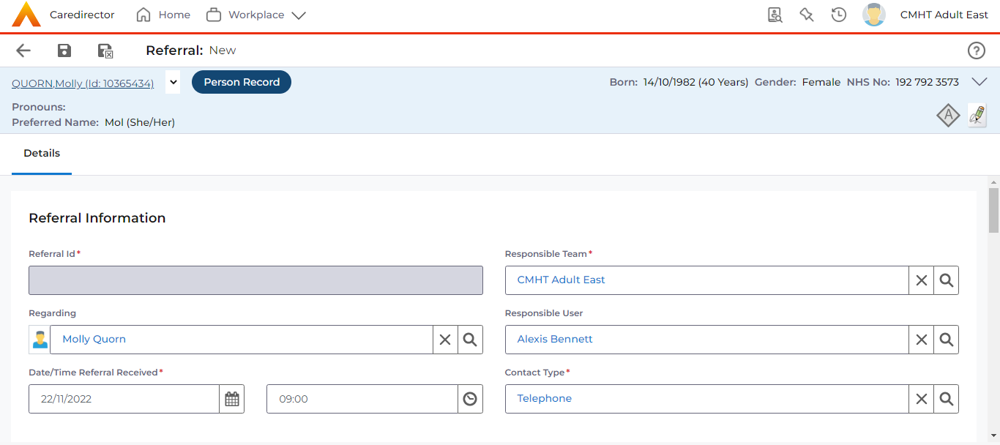 Caredirector Home Workplace CMHT Adult East
Referral: New
QUORN,Molly (Id: 10365434) Person Record Born: 14/10/1982 (40 Years) Gender: Female NHS No: 192 792 3573
Pronouns:
Preferred Name: Mol (She/Her)
A
Details
Referral Information
Referral Id* Responsible Team*
CMHT Adult East
Regarding Responsible User
Molly Quorn Alexis Bennett
Date/Time Referral Received* Contact Type*
22/11/2022 09:00 Telephone